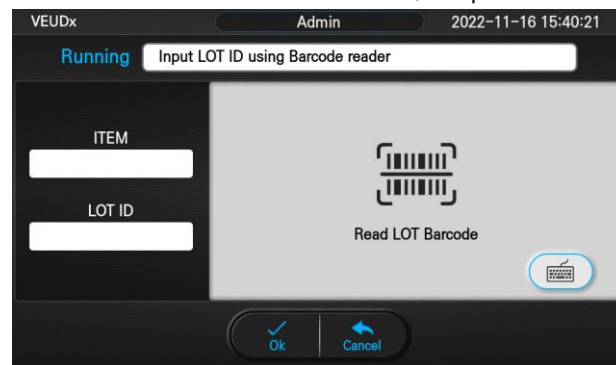 VEUDx Admin 2022-11-16 15:40:21
Running Input LOT ID using Barcode reader
ITEM
LOT ID
Read LOT Barcode
Ok Cancel